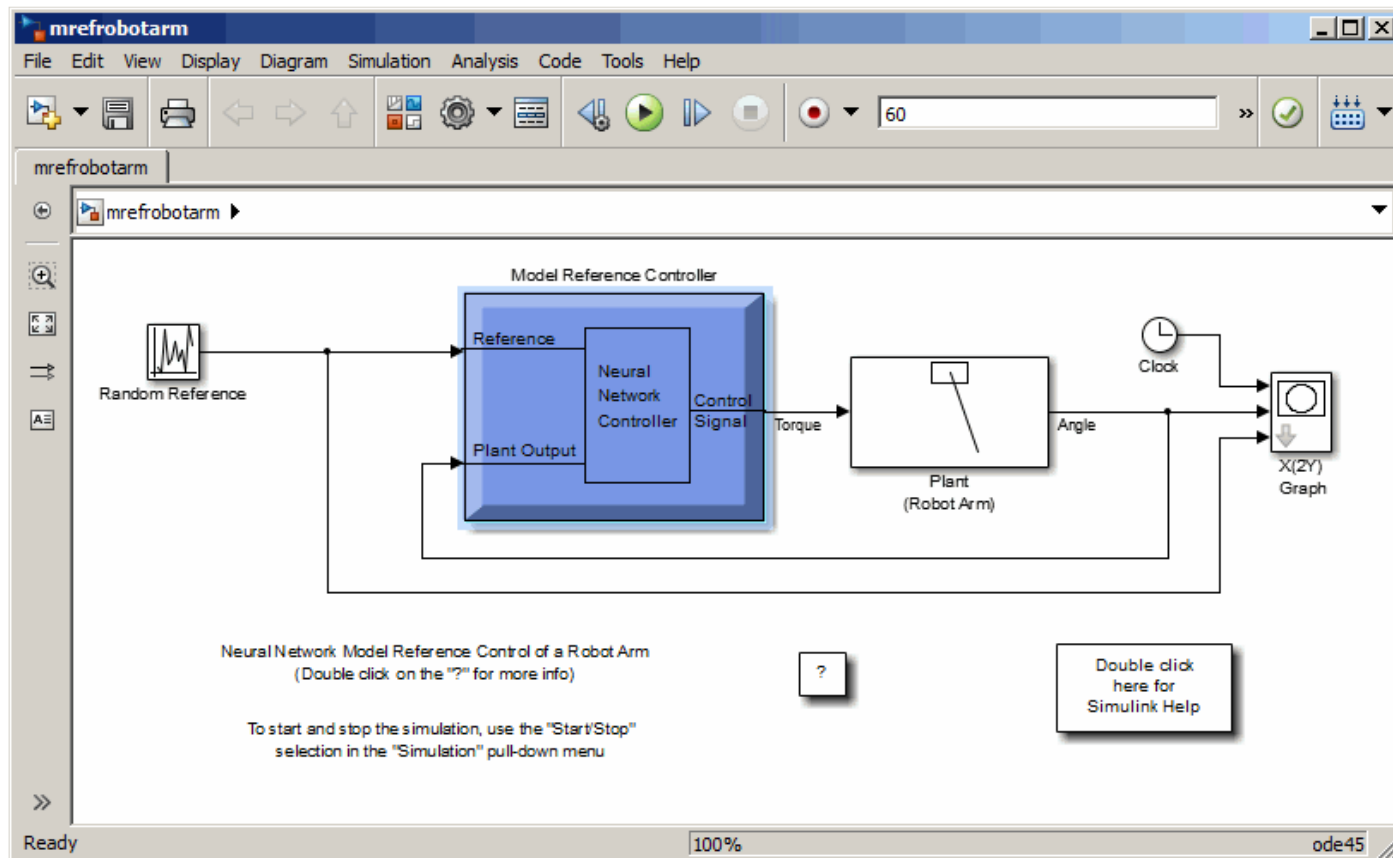 mrefrobotarm
File Edit View Display Diagram Simulation Analysis Code Tools Help
60
mrefrobotarm
mrefrobotarm
Model Reference Controller
Random Reference
Reference
Neural
Network
Controller
Plant Output
Control
Signal
Torque
Plant
(Robot Arm)
Angle
Clock
X(2Y)
Graph
Neural Network Model Reference Control of a Robot Arm
(Double click on the "?" for more info)
?
Double click
here for
Simulink Help
To start and stop the simulation, use the "Start/Stop"
selection in the "Simulation" pull-down menu
Ready 100% ode45